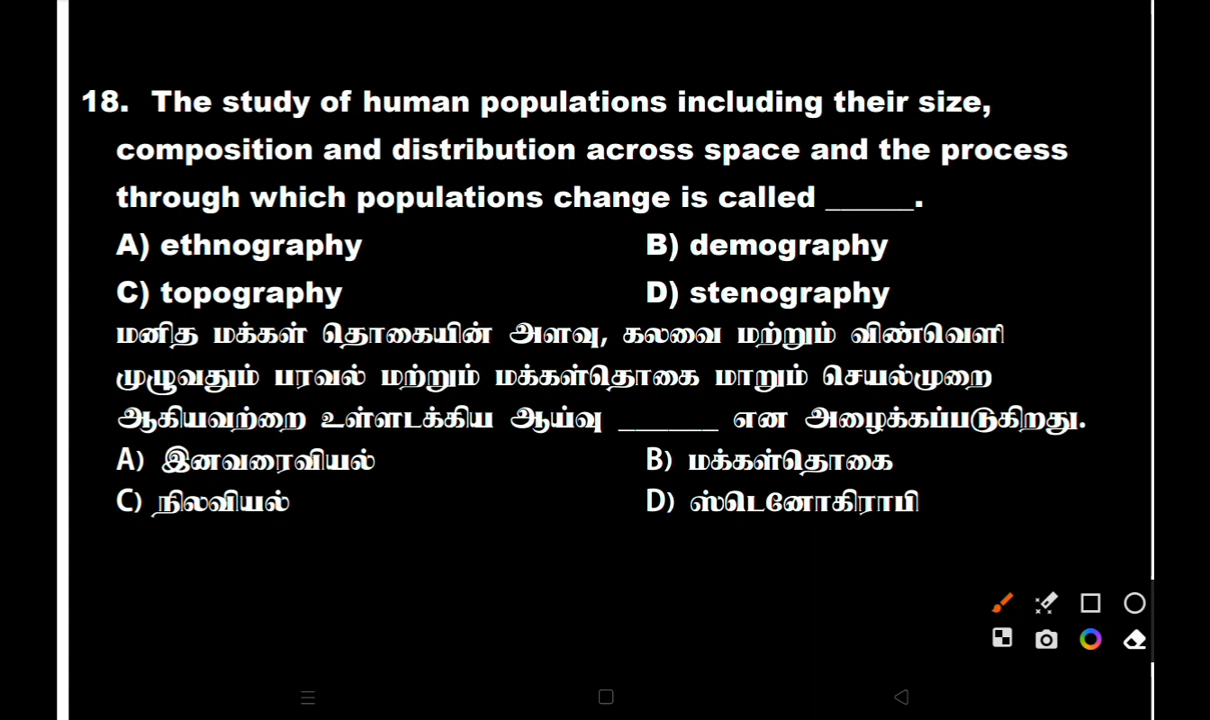 18. The study of human populations including their size,
composition and distribution across space and the process
through which populations change is called ______.
A) ethnography B) demography
C) topography D) stenography
மனித மக்கள் தொகையின் அளவு, கலவை மற்றும் விண்வெளி
முழுவதும் பரவல் மற்றும் மக்கள்தொகை மாறும் செயல்முறை
ஆகியவற்றை உள்ளடக்கிய ஆய்வு ______ என அழைக்கப்படுகிறது.
A) இனவரைவியல் B) மக்கள்தொகை
C) நிலவியல் D) ஸ்டெனோகிராபி